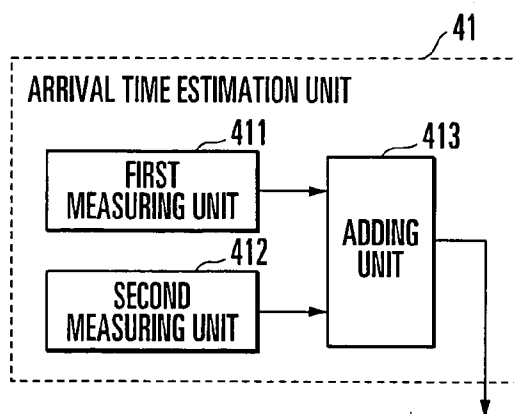 41
ARRIVAL TIME ESTIMATION UNIT
411
FIRST
MEASURING UNIT
413
ADDING
UNIT
412
SECOND
MEASURING UNIT